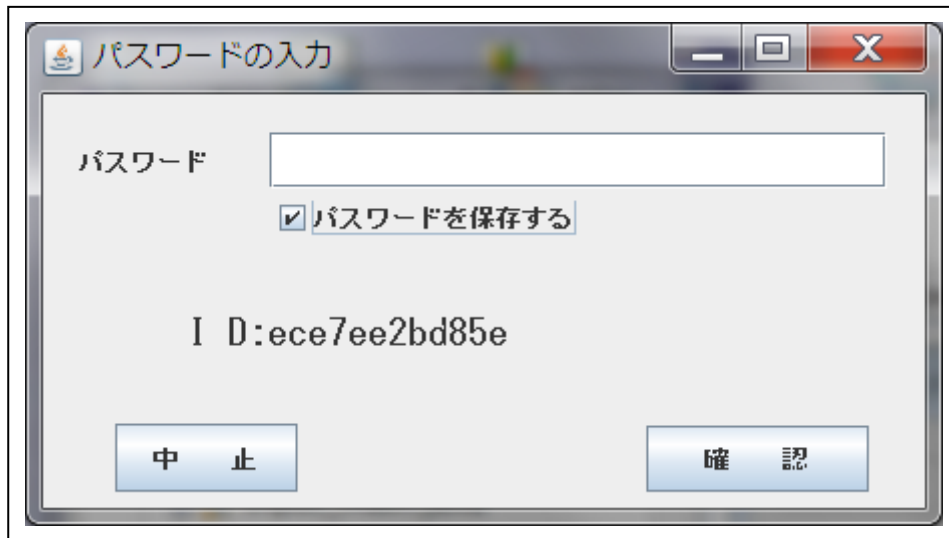 パスワードの入力
パスワード
パスワードを保存する
I D:ece7ee2bd85e
中 止
確 認